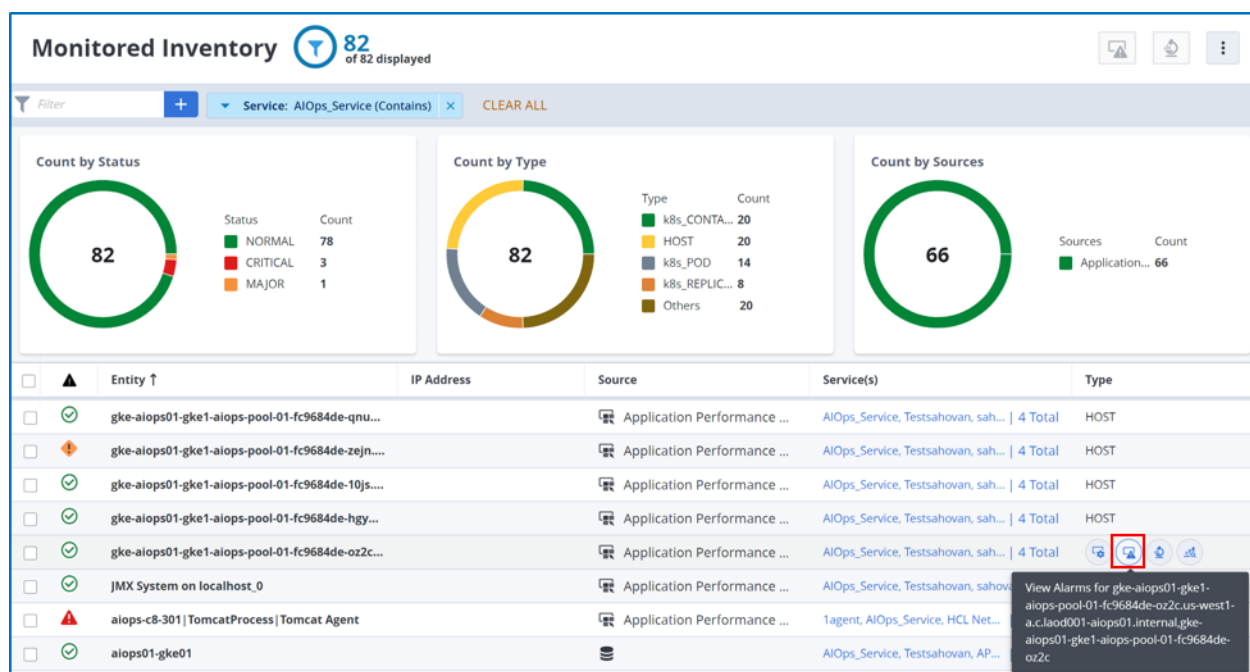 Monitored Inventory 82
of 82 displayed
Filter + Service: AIOps_Service (Contains) × CLEAR ALL
Count by Status
82
Status Count
NORMAL 78
CRITICAL 3
MAJOR 1
Count by Type
82
Type Count
k8s_CONTA... 20
HOST 20
k8s_POD 14
k8s_REPLIC... 8
Others 20
Count by Sources
66
Sources Count
Application... 66
Entity ↑ IP Address Source Service(s) Type
gke-aiops01-gke1-aiops-pool-01-fc9684de-qnu... Application Performance ... AIOps_Service, Testsahovan, sah... | 4 Total HOST
gke-aiops01-gke1-aiops-pool-01-fc9684de-zejn.... Application Performance ... AIOps_Service, Testsahovan, sah... | 4 Total HOST
gke-aiops01-gke1-aiops-pool-01-fc9684de-10js.... Application Performance ... AIOps_Service, Testsahovan, sah... | 4 Total HOST
gke-aiops01-gke1-aiops-pool-01-fc9684de-hgy... Application Performance ... AIOps_Service, Testsahovan, sah... | 4 Total HOST
gke-aiops01-gke1-aiops-pool-01-fc9684de-oz2c... Application Performance ... AIOps_Service, Testsahovan, sah... | 4 Total
JMX System on localhost_0 Application Performance ... AIOps_Service, Testsahovan, sahova
aiops-c8-301|TomcatProcess|Tomcat Agent Application Performance ... 1agent, AIOps_Service, HCL Net... |
aiops01-gke01 AIOps_Service, Testsahovan, AP... |
View Alarms for gke-aiops01-gke1-
aiops-pool-01-fc9684de-oz2c.us-west1-
a.c.laod001-aiops01.internal,gke-
aiops01-gke1-aiops-pool-01-fc9684de-
oz2c